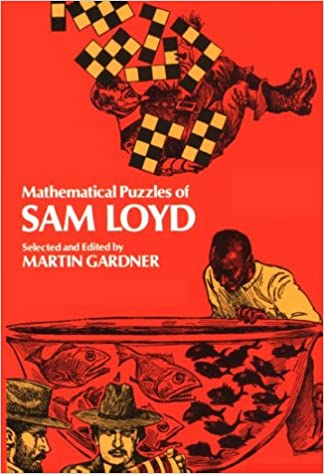 Mathematical Puzzles of
SAM LOYD
Selected and Edited by
MARTIN GARDNER